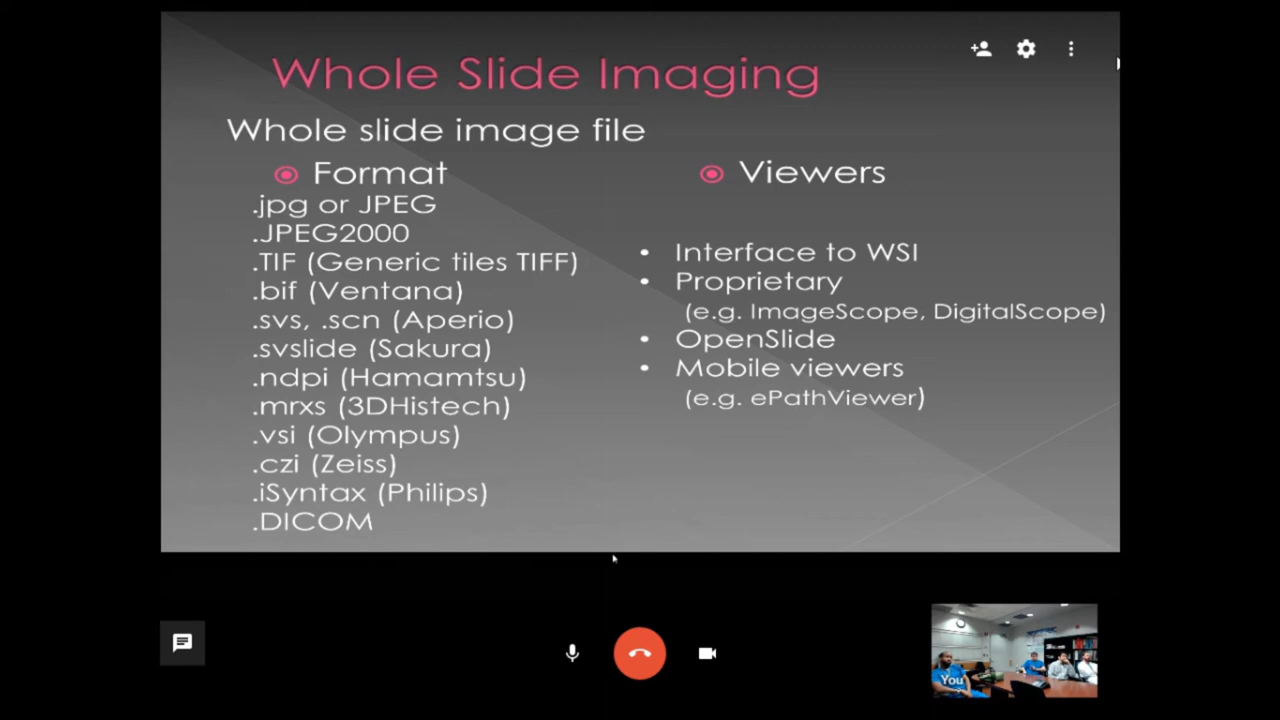 Whole Slide Imaging
Whole slide image file
Format
.jpg or JPEG
.JPEG2000
.TIF (Generic tiles TIFF)
.bif (Ventana)
.svs, .scn (Aperio)
.svslide (Sakura)
.ndpi (Hamamtsu)
.mrxs (3DHistech)
.vsi (Olympus)
.czi (Zeiss)
.iSyntax (Philips)
.DICOM
Viewers
• Interface to WSI
• Proprietary
(e.g. ImageScope, DigitalScope)
• OpenSlide
• Mobile viewers
(e.g. ePathViewer)
You